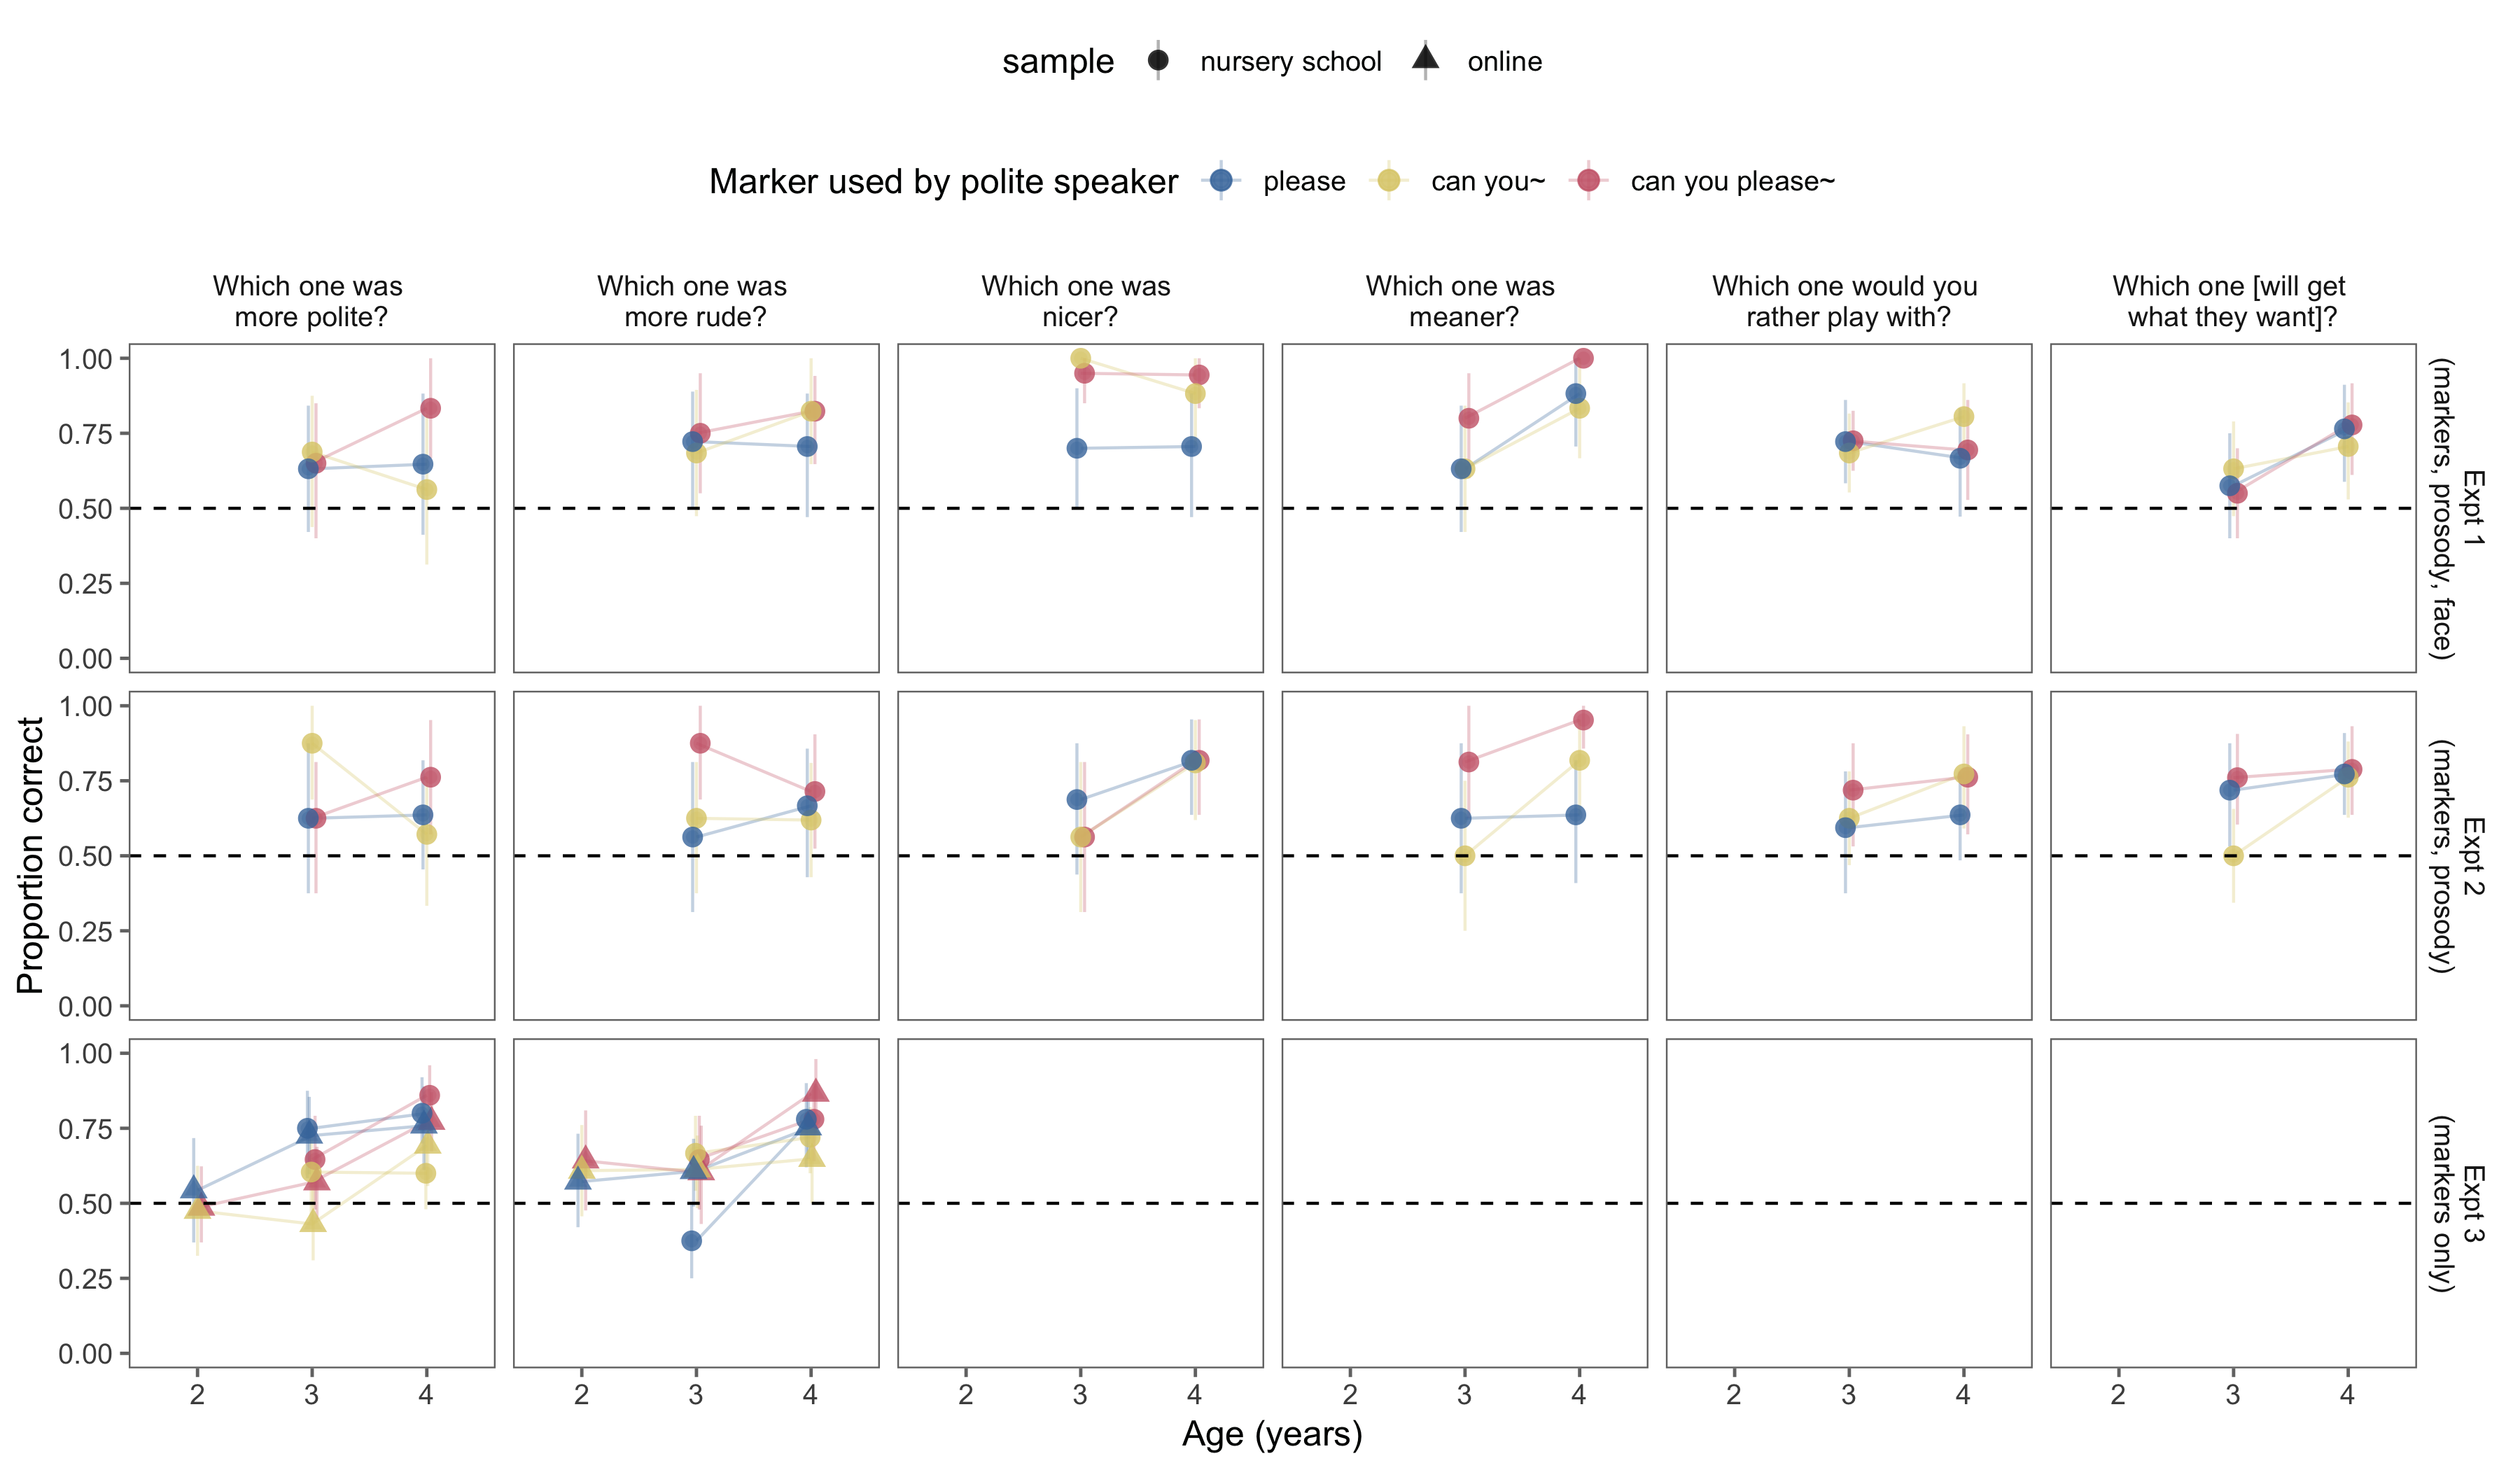 sample nursery school online
Marker used by polite speaker please can you~ can you please~
Which one was
more polite?
Which one was
more rude?
Which one was
nicer?
Which one was
meaner?
Which one would you
rather play with?
Which one [will get
what they want]?
Proportion correct
1.00
0.75
0.50
0.25
0.00
Expt 1
(markers, prosody, face)
1.00
0.75
0.50
0.25
0.00
Expt 2
(markers, prosody)
1.00
0.75
0.50
0.25
0.00
Expt 3
(markers only)
2 3 4 2 3 4 2 3 4 2 3 4 2 3 4 2 3 4
Age (years)